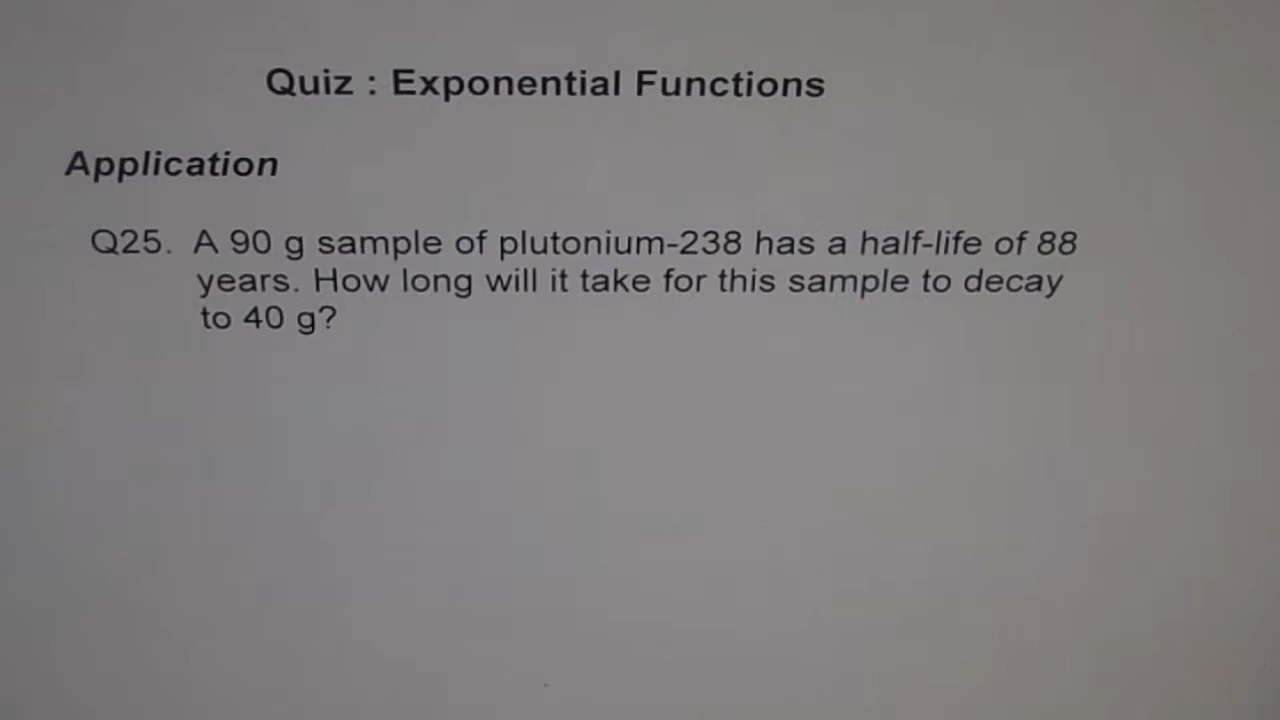 Quiz : Exponential Functions
Application
Q25. A 90 g sample of plutonium-238 has a half-life of 88
years. How long will it take for this sample to decay
to 40 g?